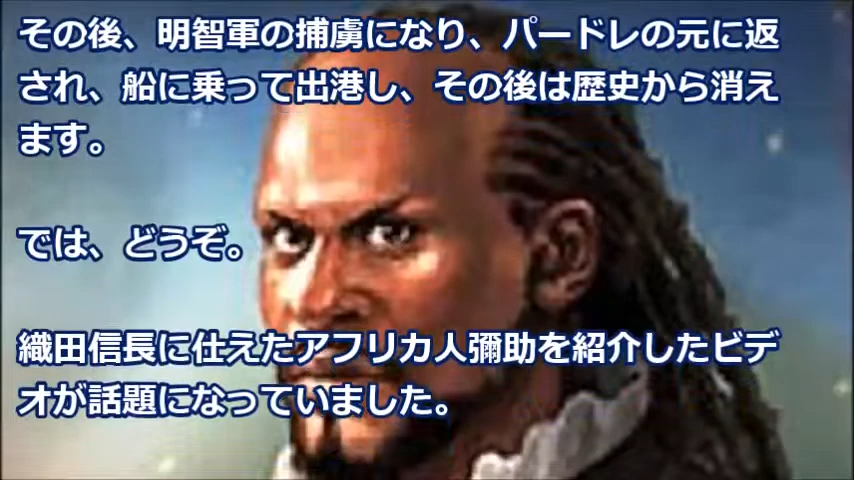 その後、明智軍の捕虜になり、パードレの元に返
され、船に乗って出港し、その後は歴史から消え
ます。
では、どうぞ。
織田信長に仕えたアフリカ人彌助を紹介したビデ
オが話題になっていました。